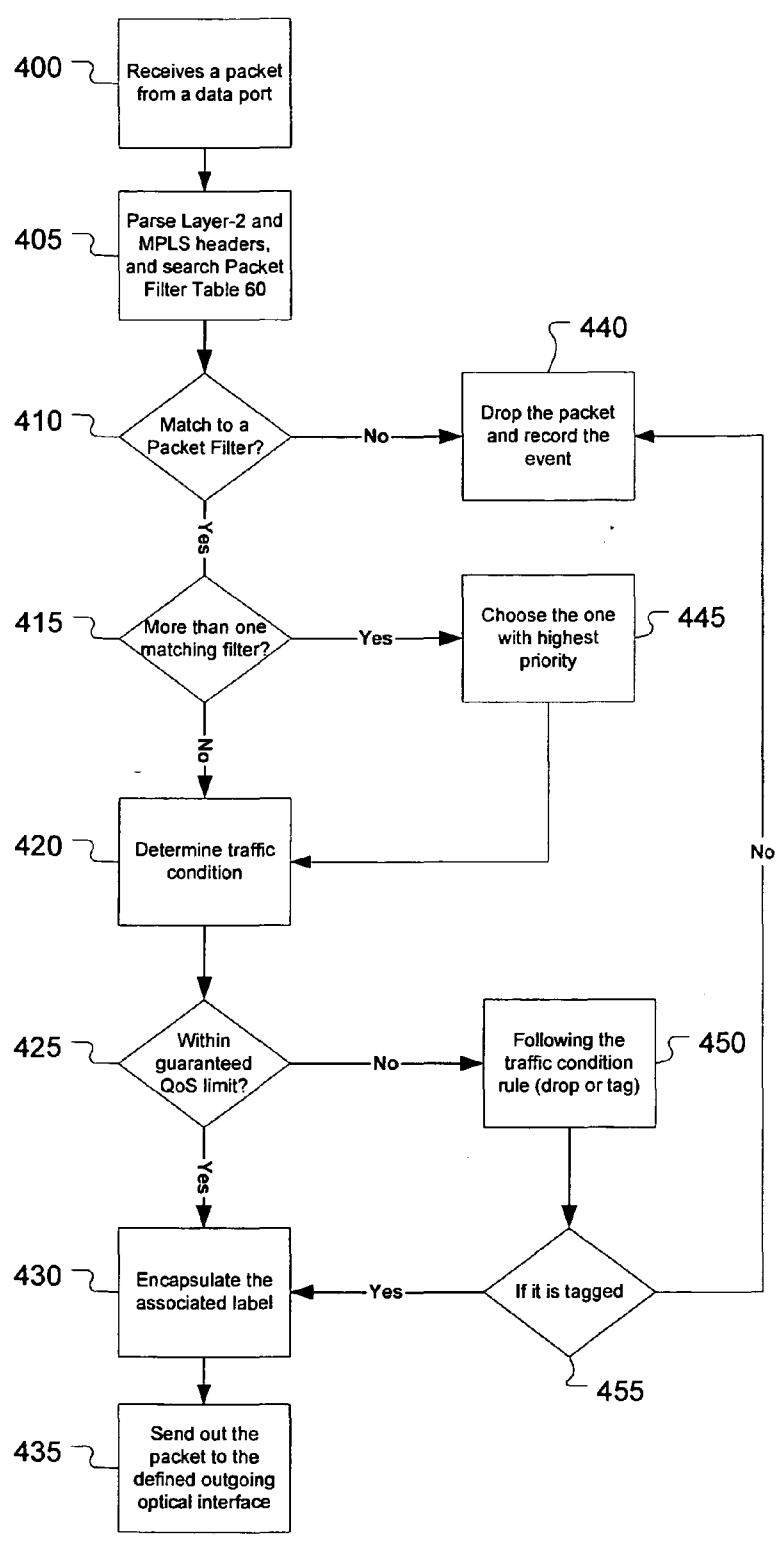 400
Receives a packet
from a data port
405
Parse Layer-2 and
MPLS headers,
and search Packet
Filter Table 60
410
Match to a
Packet Filter?
No
440
Drop the packet
and record the
event
Yes
415
More than one
matching filter?
Yes
445
Choose the one
with highest
priority
No
420
Determine traffic
condition
No
425
Within
guaranteed
QoS limit?
No
450
Following the
traffic condition
rule (drop or tag)
Yes
430
Encapsulate the
associated label
Yes
If it is tagged
455
435
Send out the
packet to the
defined outgoing
optical interface